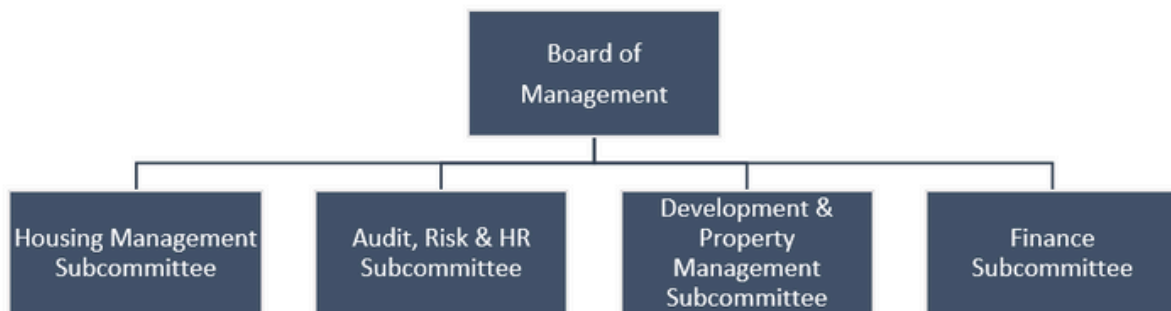 Board of
Management
Housing Management
Subcommittee
Audit, Risk & HR
Subcommittee
Development &
Property
Management
Subcommittee
Finance
Subcommittee